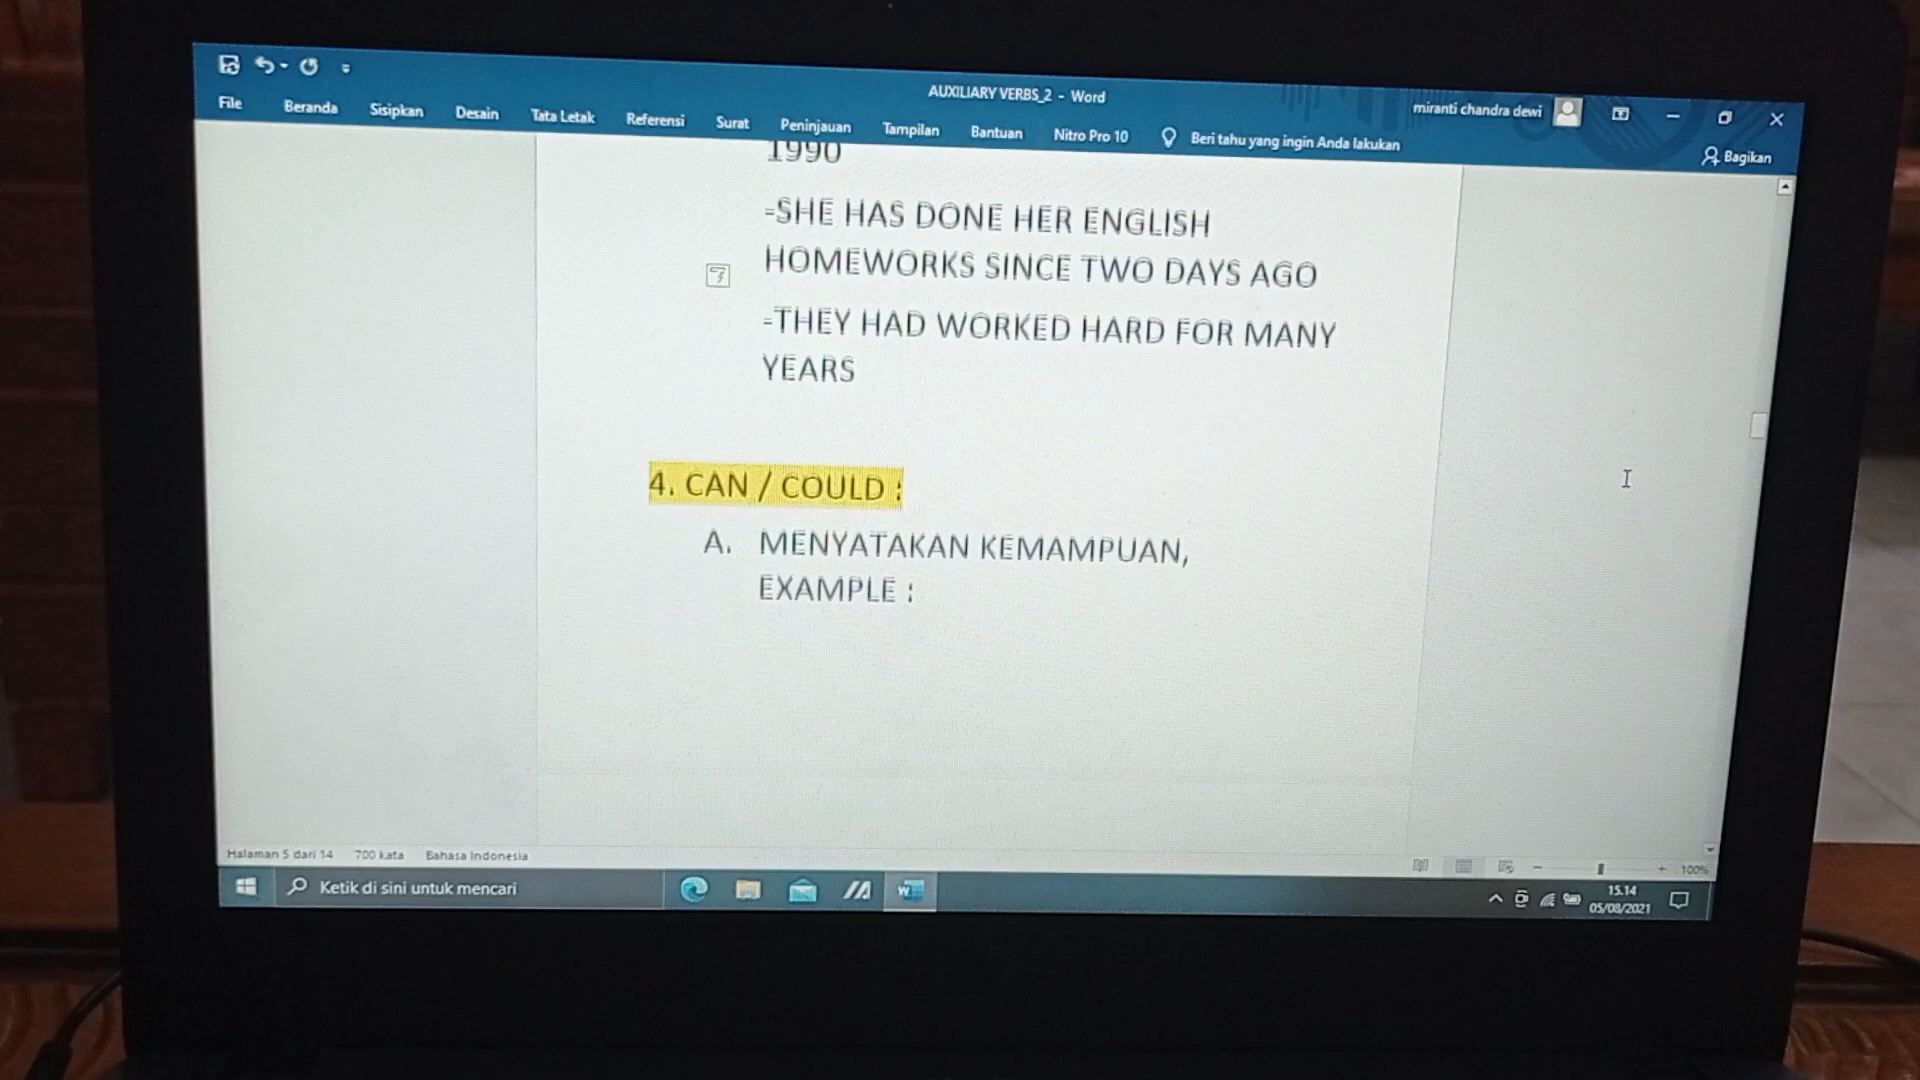 AUXILIARY VERBS_2 - Word
miranti chandra dewi
File Beranda Sisipkan Desain Tata Letak Referensi Surat Peninjauan Tampilan Bantuan Nitro Pro 10 Beri tahu yang ingin Anda lakukan
Bagikan
1990
-SHE HAS DONE HER ENGLISH
HOMEWORKS SINCE TWO DAYS AGO
-THEY HAD WORKED HARD FOR MANY
YEARS
4. CAN / COULD :
A. MENYATAKAN KEMAMPUAN,
EXAMPLE :
Halaman 5 dari 14 700 kata Bahasa Indonesia
100%
Ketik di sini untuk mencari
15.14
05/08/2021